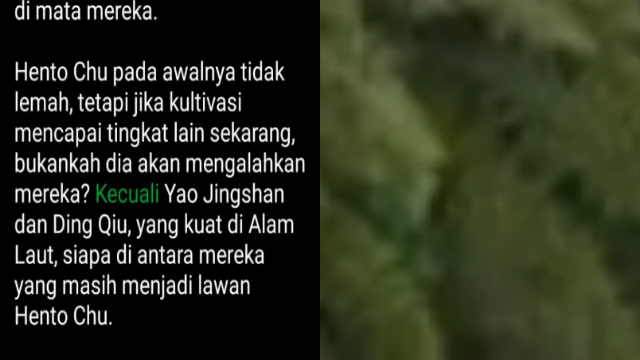 di mata mereka.
Hento Chu pada awalnya tidak
lemah, tetapi jika kultivasi
mencapai tingkat lain sekarang,
bukankah dia akan mengalahkan
mereka? Kecuali Yao Jingshan
dan Ding Qiu, yang kuat di Alam
Laut, siapa di antara mereka
yang masih menjadi lawan
Hento Chu.